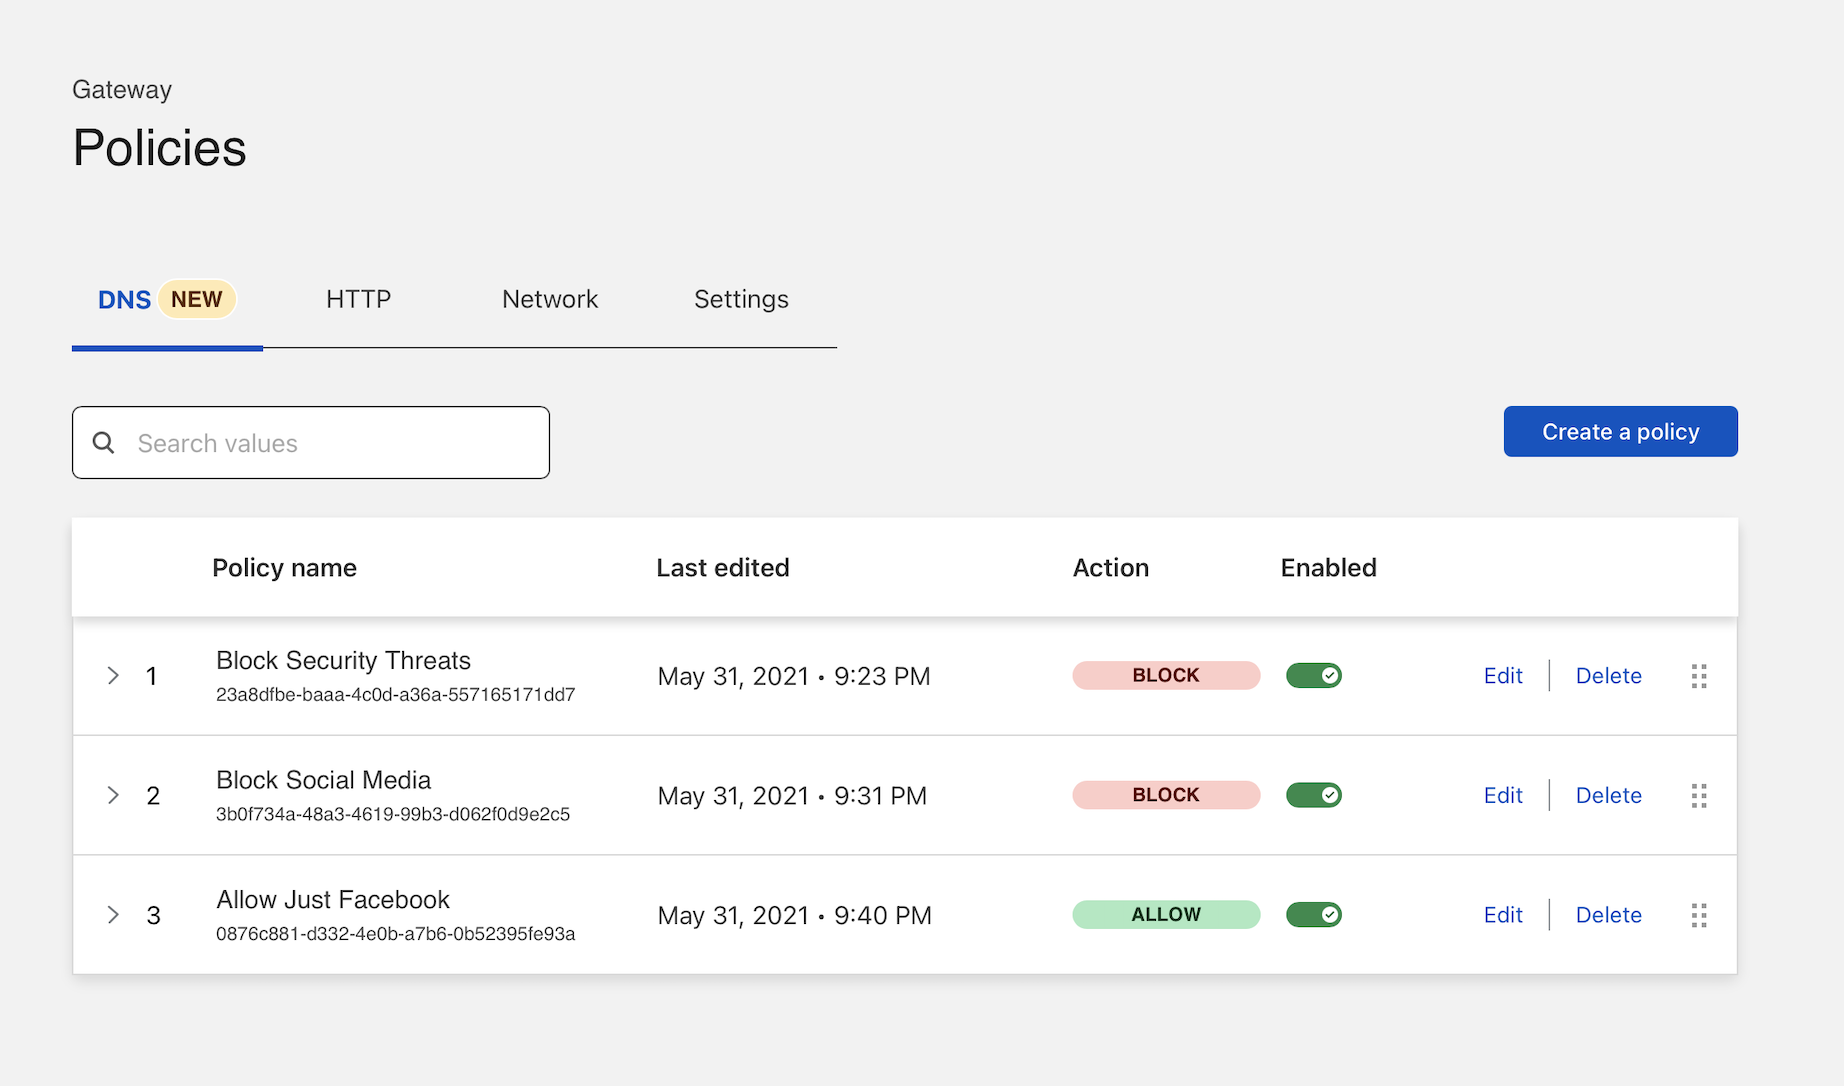 Gateway
Policies
DNS NEW HTTP Network Settings
Search values
Create a policy
Policy name Last edited Action Enabled
1 Block Security Threats May 31, 2021 • 9:23 PM BLOCK Edit Delete
23a8dfbe-baaa-4c0d-a36a-557165171dd7
2 Block Social Media May 31, 2021 • 9:31 PM BLOCK Edit Delete
3b0f734a-48a3-4619-99b3-d062f0d9e2c5
3 Allow Just Facebook May 31, 2021 • 9:40 PM ALLOW Edit Delete
0876c881-d332-4e0b-a7b6-0b52395fe93a